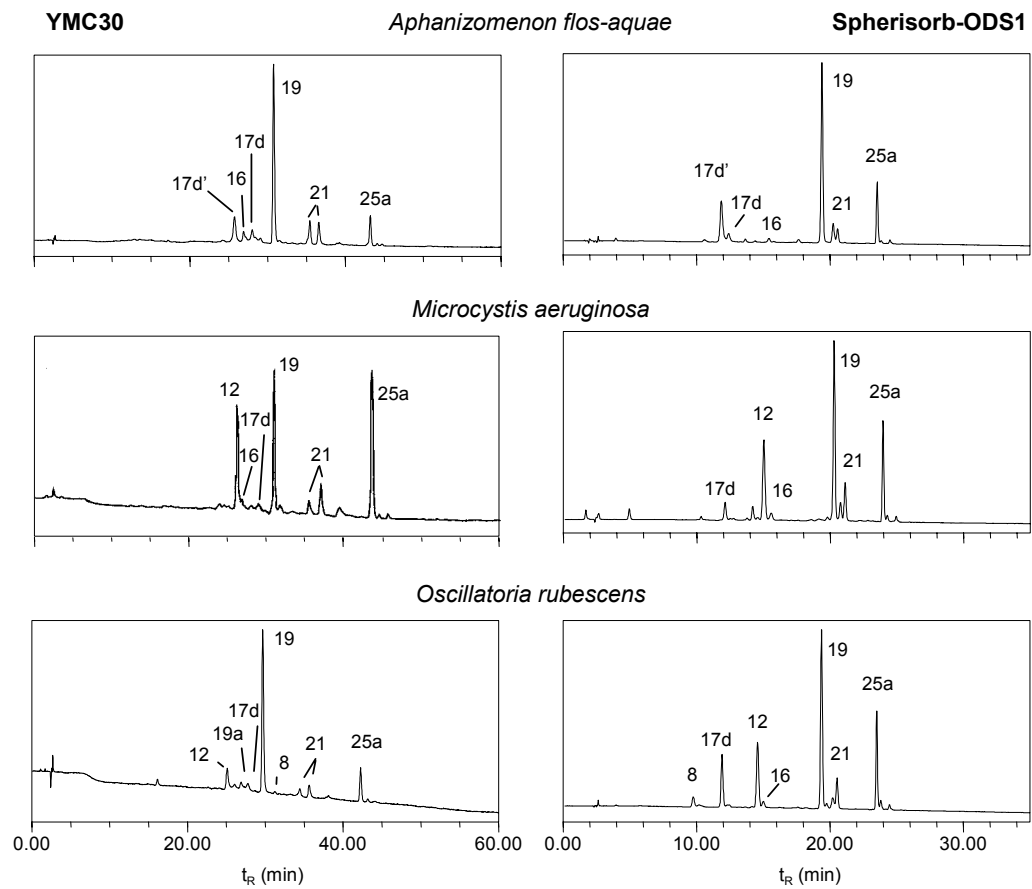 YMC30 Aphanizomenon flos-aquae Spherisorb-ODS1
19
17d
16
17d’
21
25a
19
17d’
17d
16
21
25a
Microcystis aeruginosa
19
12
17d
16
21
25a
19
12
17d
16
21
25a
Oscillatoria rubescens
19
17d
19a
12
8
21
25a
19
12
17d
8
16
21
25a
0.00 20.00 40.00 60.00
0.00 10.00 20.00 30.00
tR (min) tR (min)